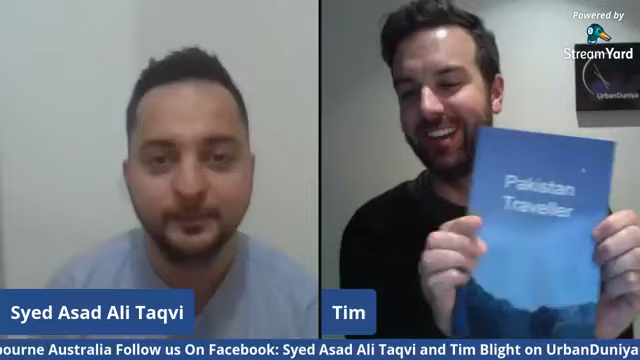 Powered by
StreamYard
UrbanDuniya
Pakistan
Traveller
Syed Asad Ali Taqvi
Tim
bourne Australia Follow us On Facebook: Syed Asad Ali Taqvi and Tim Blight on UrbanDuniya